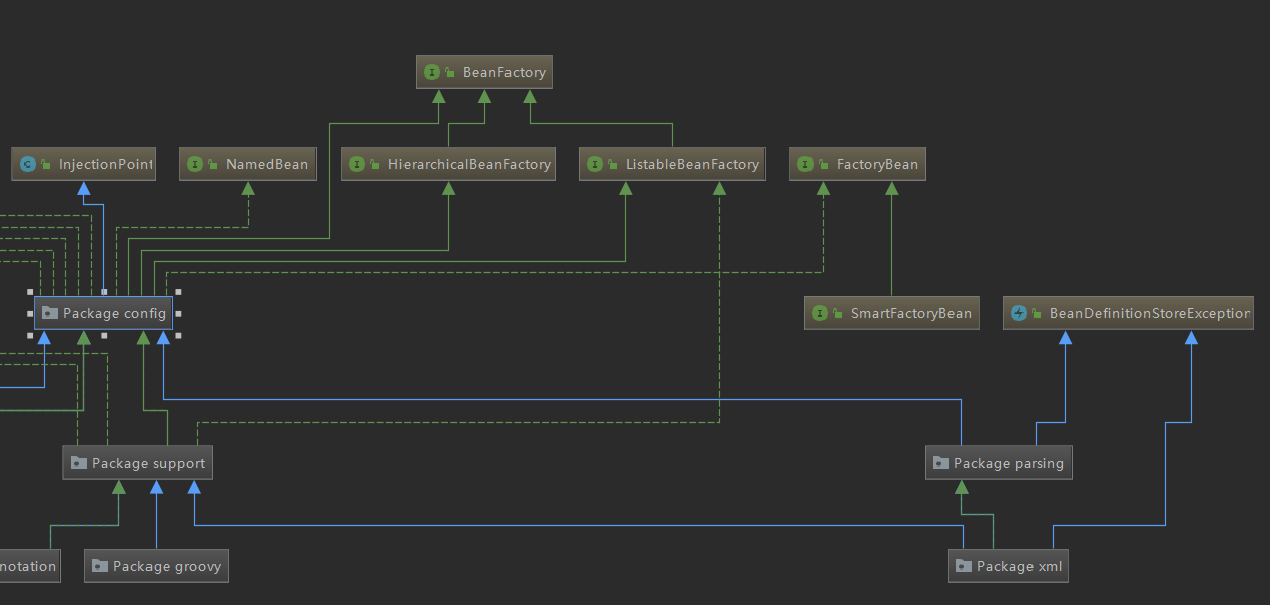 BeanFactory
InjectionPoint
NamedBean
HierarchicalBeanFactory
ListableBeanFactory
FactoryBean
Package config
SmartFactoryBean
BeanDefinitionStoreException
Package support
Package parsing
notation
Package groovy
Package xml